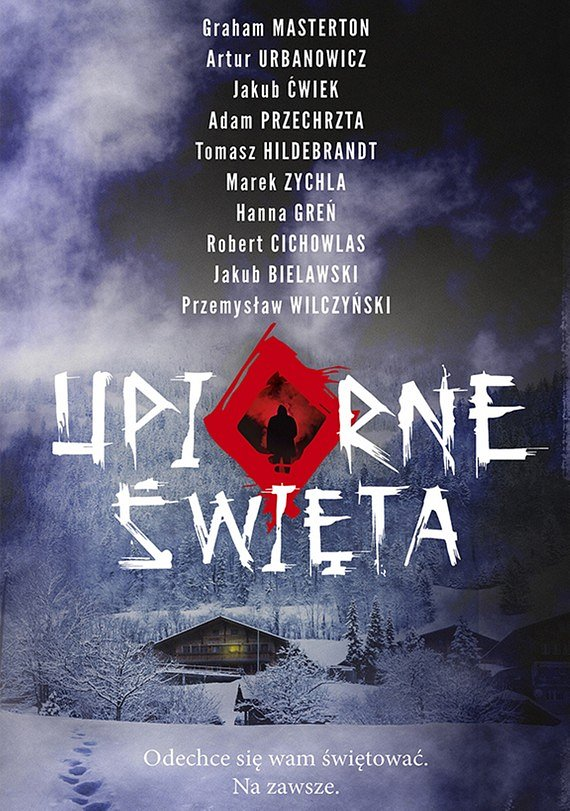 Graham MASTERTON
Artur URBANOWICZ
Jakub ĆWIEK
Adam PRZECHRZTA
Tomasz HILDEBRANDT
Marek ZYCHLA
Hanna GREŃ
Robert CICHOWLAS
Jakub BIELAWSKI
Przemysław WILCZYŃSKI
UPIORNE
ŚWIĘTA
Odechce się wam świętować.
Na zawsze.